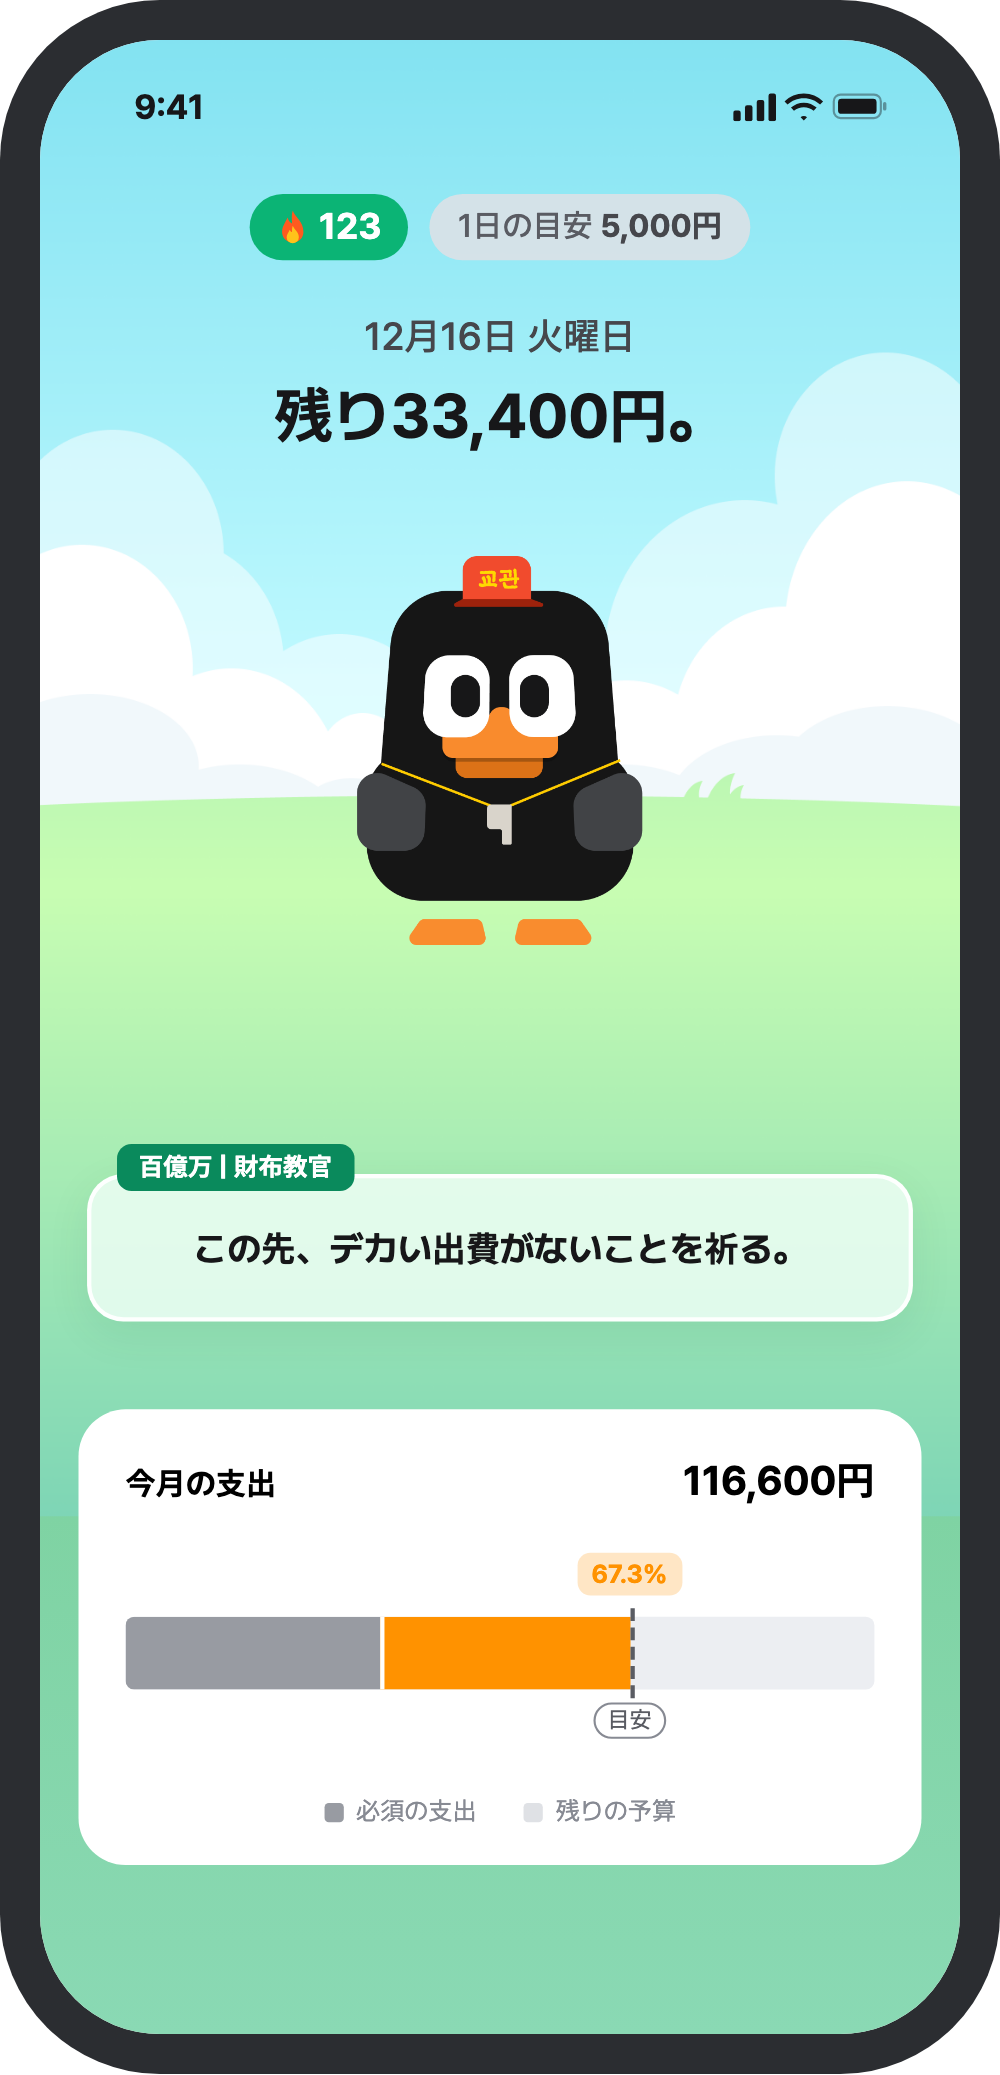 9:41
123
1日の目安 5,000円
12月16日 火曜日
残り33,400円。
교관
百億万 | 財布教官
この先、デカい出費がないことを祈る。
今月の支出
116,600円
67.3%
目安
必須の支出
残りの予算